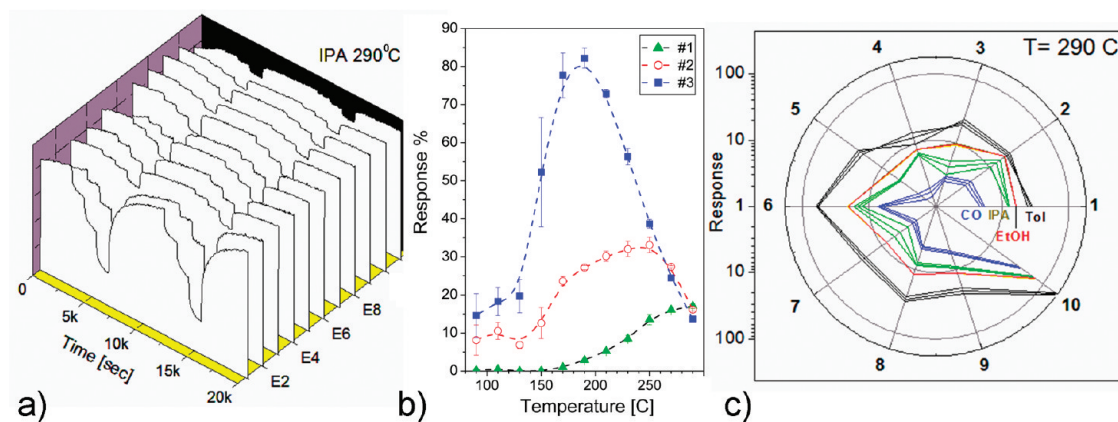 IPA 290⁰C
0
5k
10k
15k
20k
Time [sec]
E2
E4
E6
E8
a)
90
80
70
60
50
40
30
20
10
0
Response %
#1
#2
#3
100
150
200
250
Temperature [C]
b)
T= 290 C
100
10
1
10
100
Response
1
2
3
4
5
6
7
8
9
10
CO IPA Tol
EtOH
c)